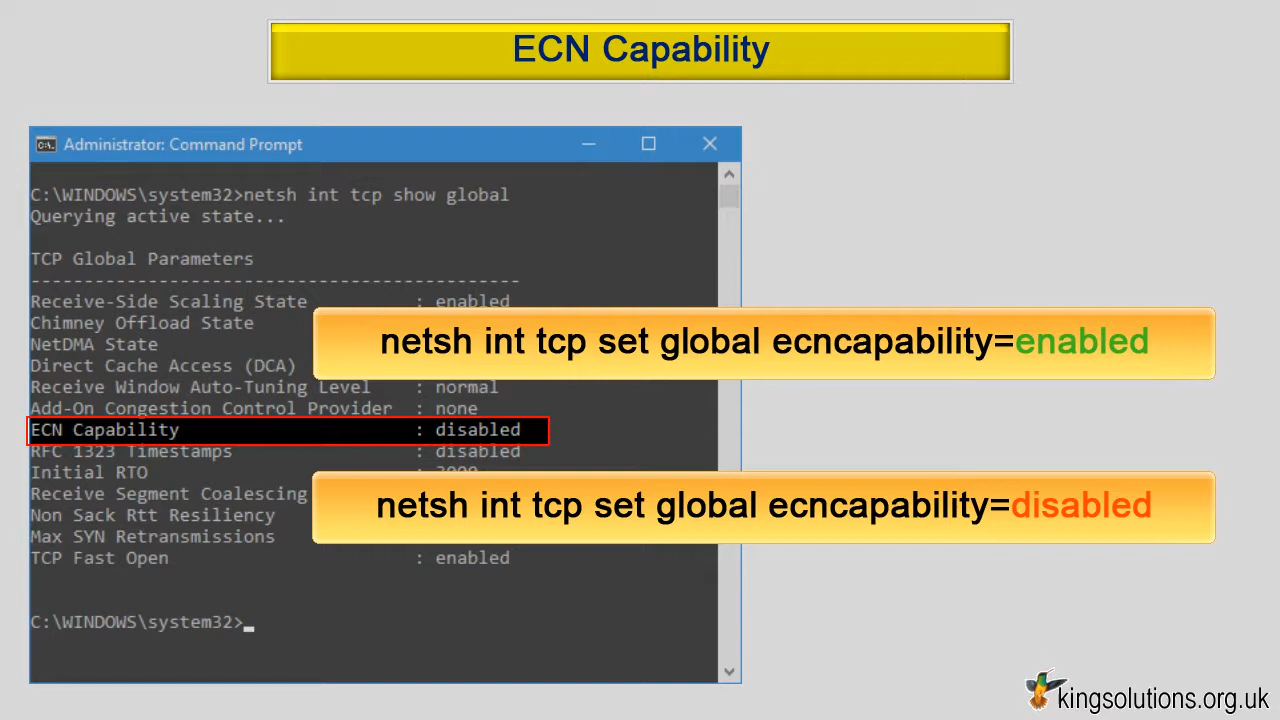 ECN Capability
Administrator: Command Prompt
C:\WINDOWS\system32>netsh int tcp show global
Querying active state...
TCP Global Parameters
----------------------------------------------
Receive-Side Scaling State : enabled
Chimney Offload State
NetDMA State
Direct Cache Access (DCA)
Receive Window Auto-Tuning Level : normal
Add-On Congestion Control Provider : none
ECN Capability : disabled
RFC 1323 Timestamps : disabled
Initial RTO
Receive Segment Coalescing
Non Sack Rtt Resiliency
Max SYN Retransmissions
TCP Fast Open : enabled
C:\WINDOWS\system32>_
netsh int tcp set global ecncapability=enabled
netsh int tcp set global ecncapability=disabled
kingsolutions.org.uk